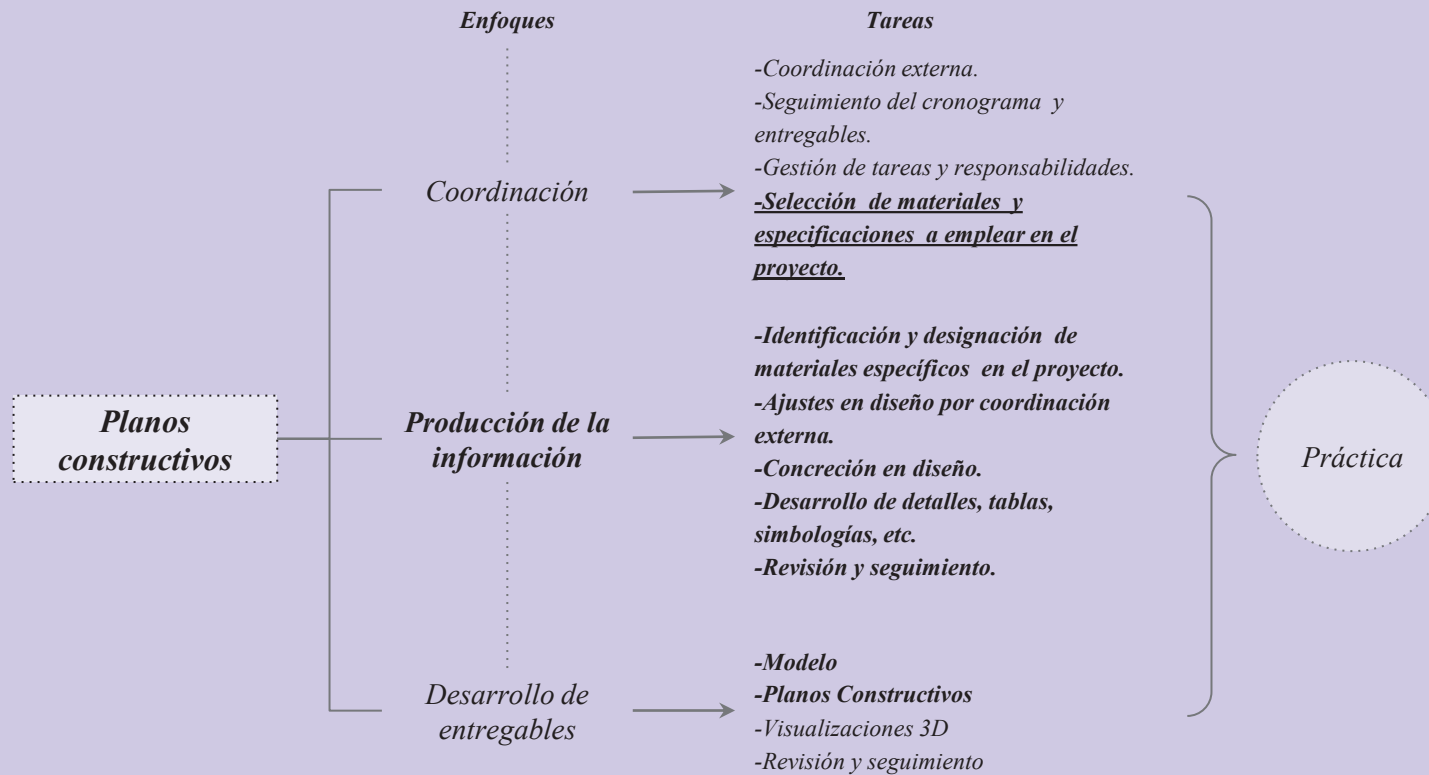 Enfoques
Tareas
-Coordinación externa.
-Seguimiento del cronograma y
entregables.
-Gestión de tareas y responsabilidades.
-Selección de materiales y
especificaciones a emplear en el
proyecto.
Coordinación
-Identificación y designación de
materiales específicos en el proyecto.
-Ajustes en diseño por coordinación
externa.
-Concreción en diseño.
-Desarrollo de detalles, tablas,
simbologías, etc.
-Revisión y seguimiento.
Planos
constructivos
Producción de la
información
Práctica
Desarrollo de
entregables
-Modelo
-Planos Constructivos
-Visualizaciones 3D
-Revisión y seguimiento